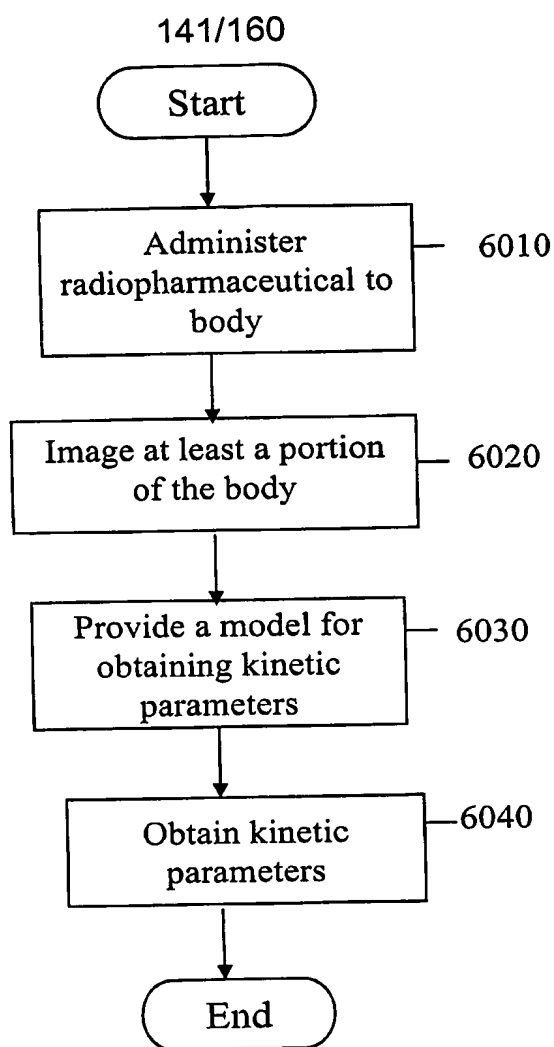 141/160
Start
Administer
radiopharmaceutical to
body
6010
Image at least a portion
of the body
6020
Provide a model for
obtaining kinetic
parameters
6030
Obtain kinetic
parameters
6040
End